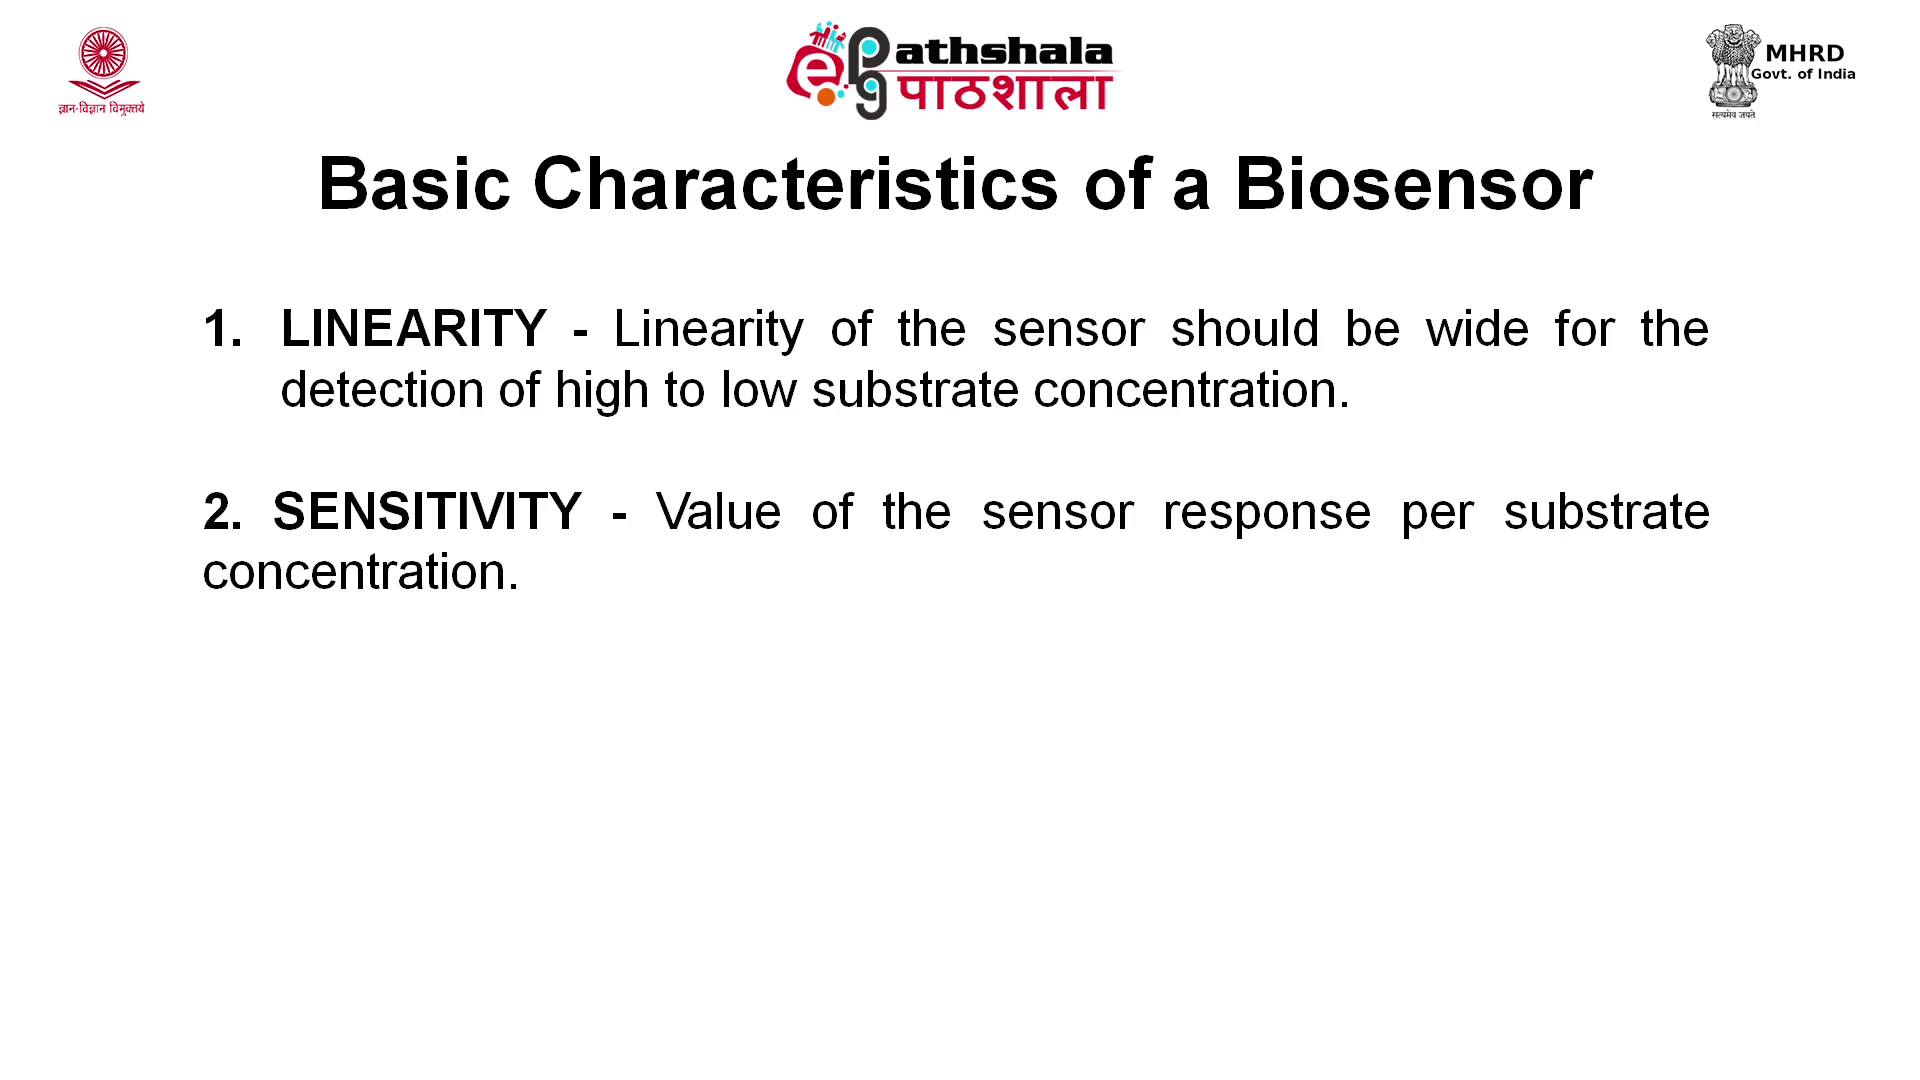 ज्ञान-विज्ञान विमुक्तये
ePathshala
पाठशाला
MHRD
Govt. of India
सत्यमेव जयते
Basic Characteristics of a Biosensor
1. LINEARITY - Linearity of the sensor should be wide for the
detection of high to low substrate concentration.
2. SENSITIVITY - Value of the sensor response per substrate
concentration.